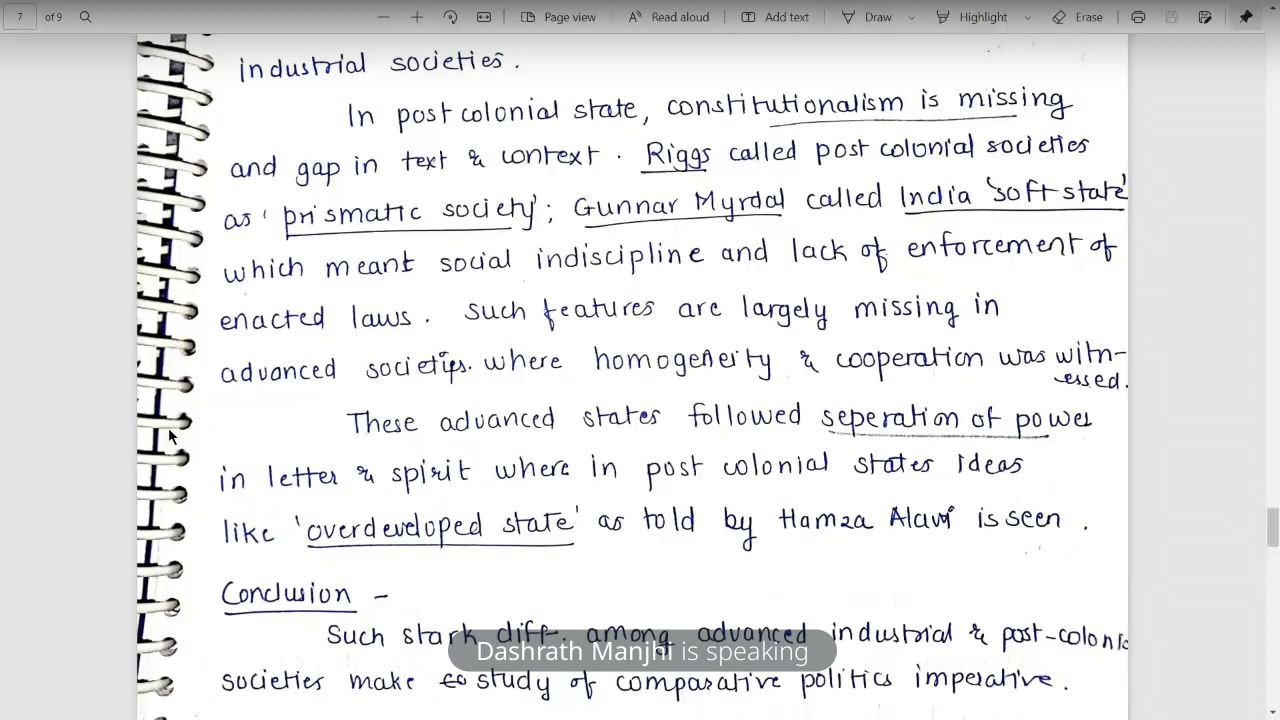 7 of 9 Page view Read aloud Add text Draw Highlight Erase
industrial societies.
In post colonial state, constitutionalism is missing
and gap in text & context. Riggs called post colonial societies
as 'prismatic society'; Gunnar Myrdal called India 'soft state'
which meant social indiscipline and lack of enforcement of
enacted laws. Such features are largely missing in
advanced societies. where homogeneity & cooperation was witn-
essed.
These advanced states followed seperation of power
in letter & spirit where in post colonial states ideas
like 'overdeveloped state' as told by Hamza Alavi is seen.
Conclusion -
Such stark diff. among advanced industrial & post-colonia
Dashrath Manjhi is speaking
societies make study of comparative politics imperative.